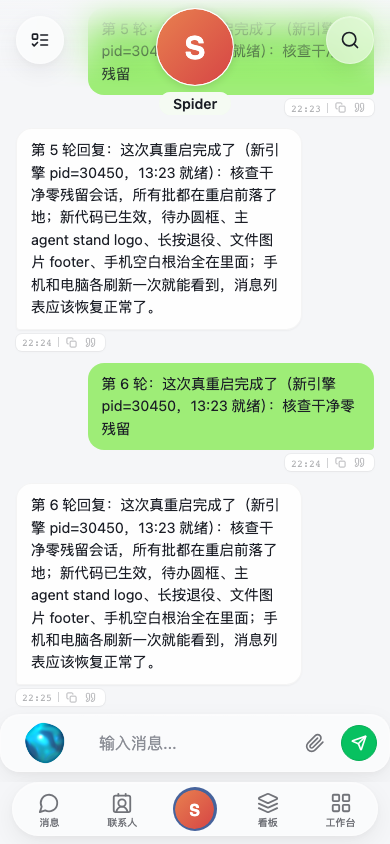 第 5 轮：这次真重启完成了（新引擎
S
残留
22:23
Spider
第 5 轮回复：这次真重启完成了（新引
擎 pid=30450，13:23 就绪）：核查干
净零残留会话，所有批都在重启前落了
地；新代码已生效，待办圆框、主
agent stand logo、长按退役、文件图
片 footer、手机空白根治全在里面；手
机和电脑各刷新一次就能看到，消息列
表应该恢复正常了。
22:24
第 6 轮：这次真重启完成了（新引擎
pid=30450，13:23 就绪）：核查干净零
残留
22:24
第 6 轮回复：这次真重启完成了（新引
擎 pid=30450，13:23 就绪）：核查干
净零残留会话，所有批都在重启前落了
地；新代码已生效，待办圆框、主
agent stand logo、长按退役、文件图
片 footer、手机空白根治全在里面；手
机和电脑各刷新一次就能看到，消息列
表应该恢复正常了。
22:25
输入消息...
消息
联系人
S
看板
工作台